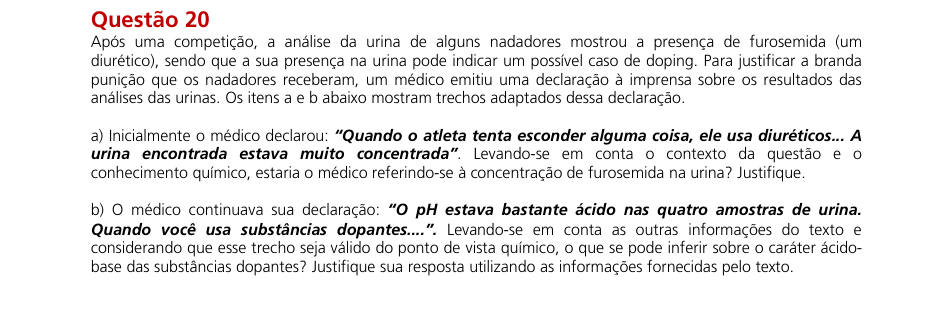 Questão 20
Após uma competição, a análise da urina de alguns nadadores mostrou a presença de furosemida (um
diurético), sendo que a sua presença na urina pode indicar um possível caso de doping. Para justificar a branda
punição que os nadadores receberam, um médico emitiu uma declaração à imprensa sobre os resultados das
análises das urinas. Os itens a e b abaixo mostram trechos adaptados dessa declaração.
a) Inicialmente o médico declarou: “Quando o atleta tenta esconder alguma coisa, ele usa diuréticos... A
urina encontrada estava muito concentrada”. Levando-se em conta o contexto da questão e o
conhecimento químico, estaria o médico referindo-se à concentração de furosemida na urina? Justifique.
b) O médico continuava sua declaração: “O pH estava bastante ácido nas quatro amostras de urina.
Quando você usa substâncias dopantes....”. Levando-se em conta as outras informações do texto e
considerando que esse trecho seja válido do ponto de vista químico, o que se pode inferir sobre o caráter ácido-
base das substâncias dopantes? Justifique sua resposta utilizando as informações fornecidas pelo texto.